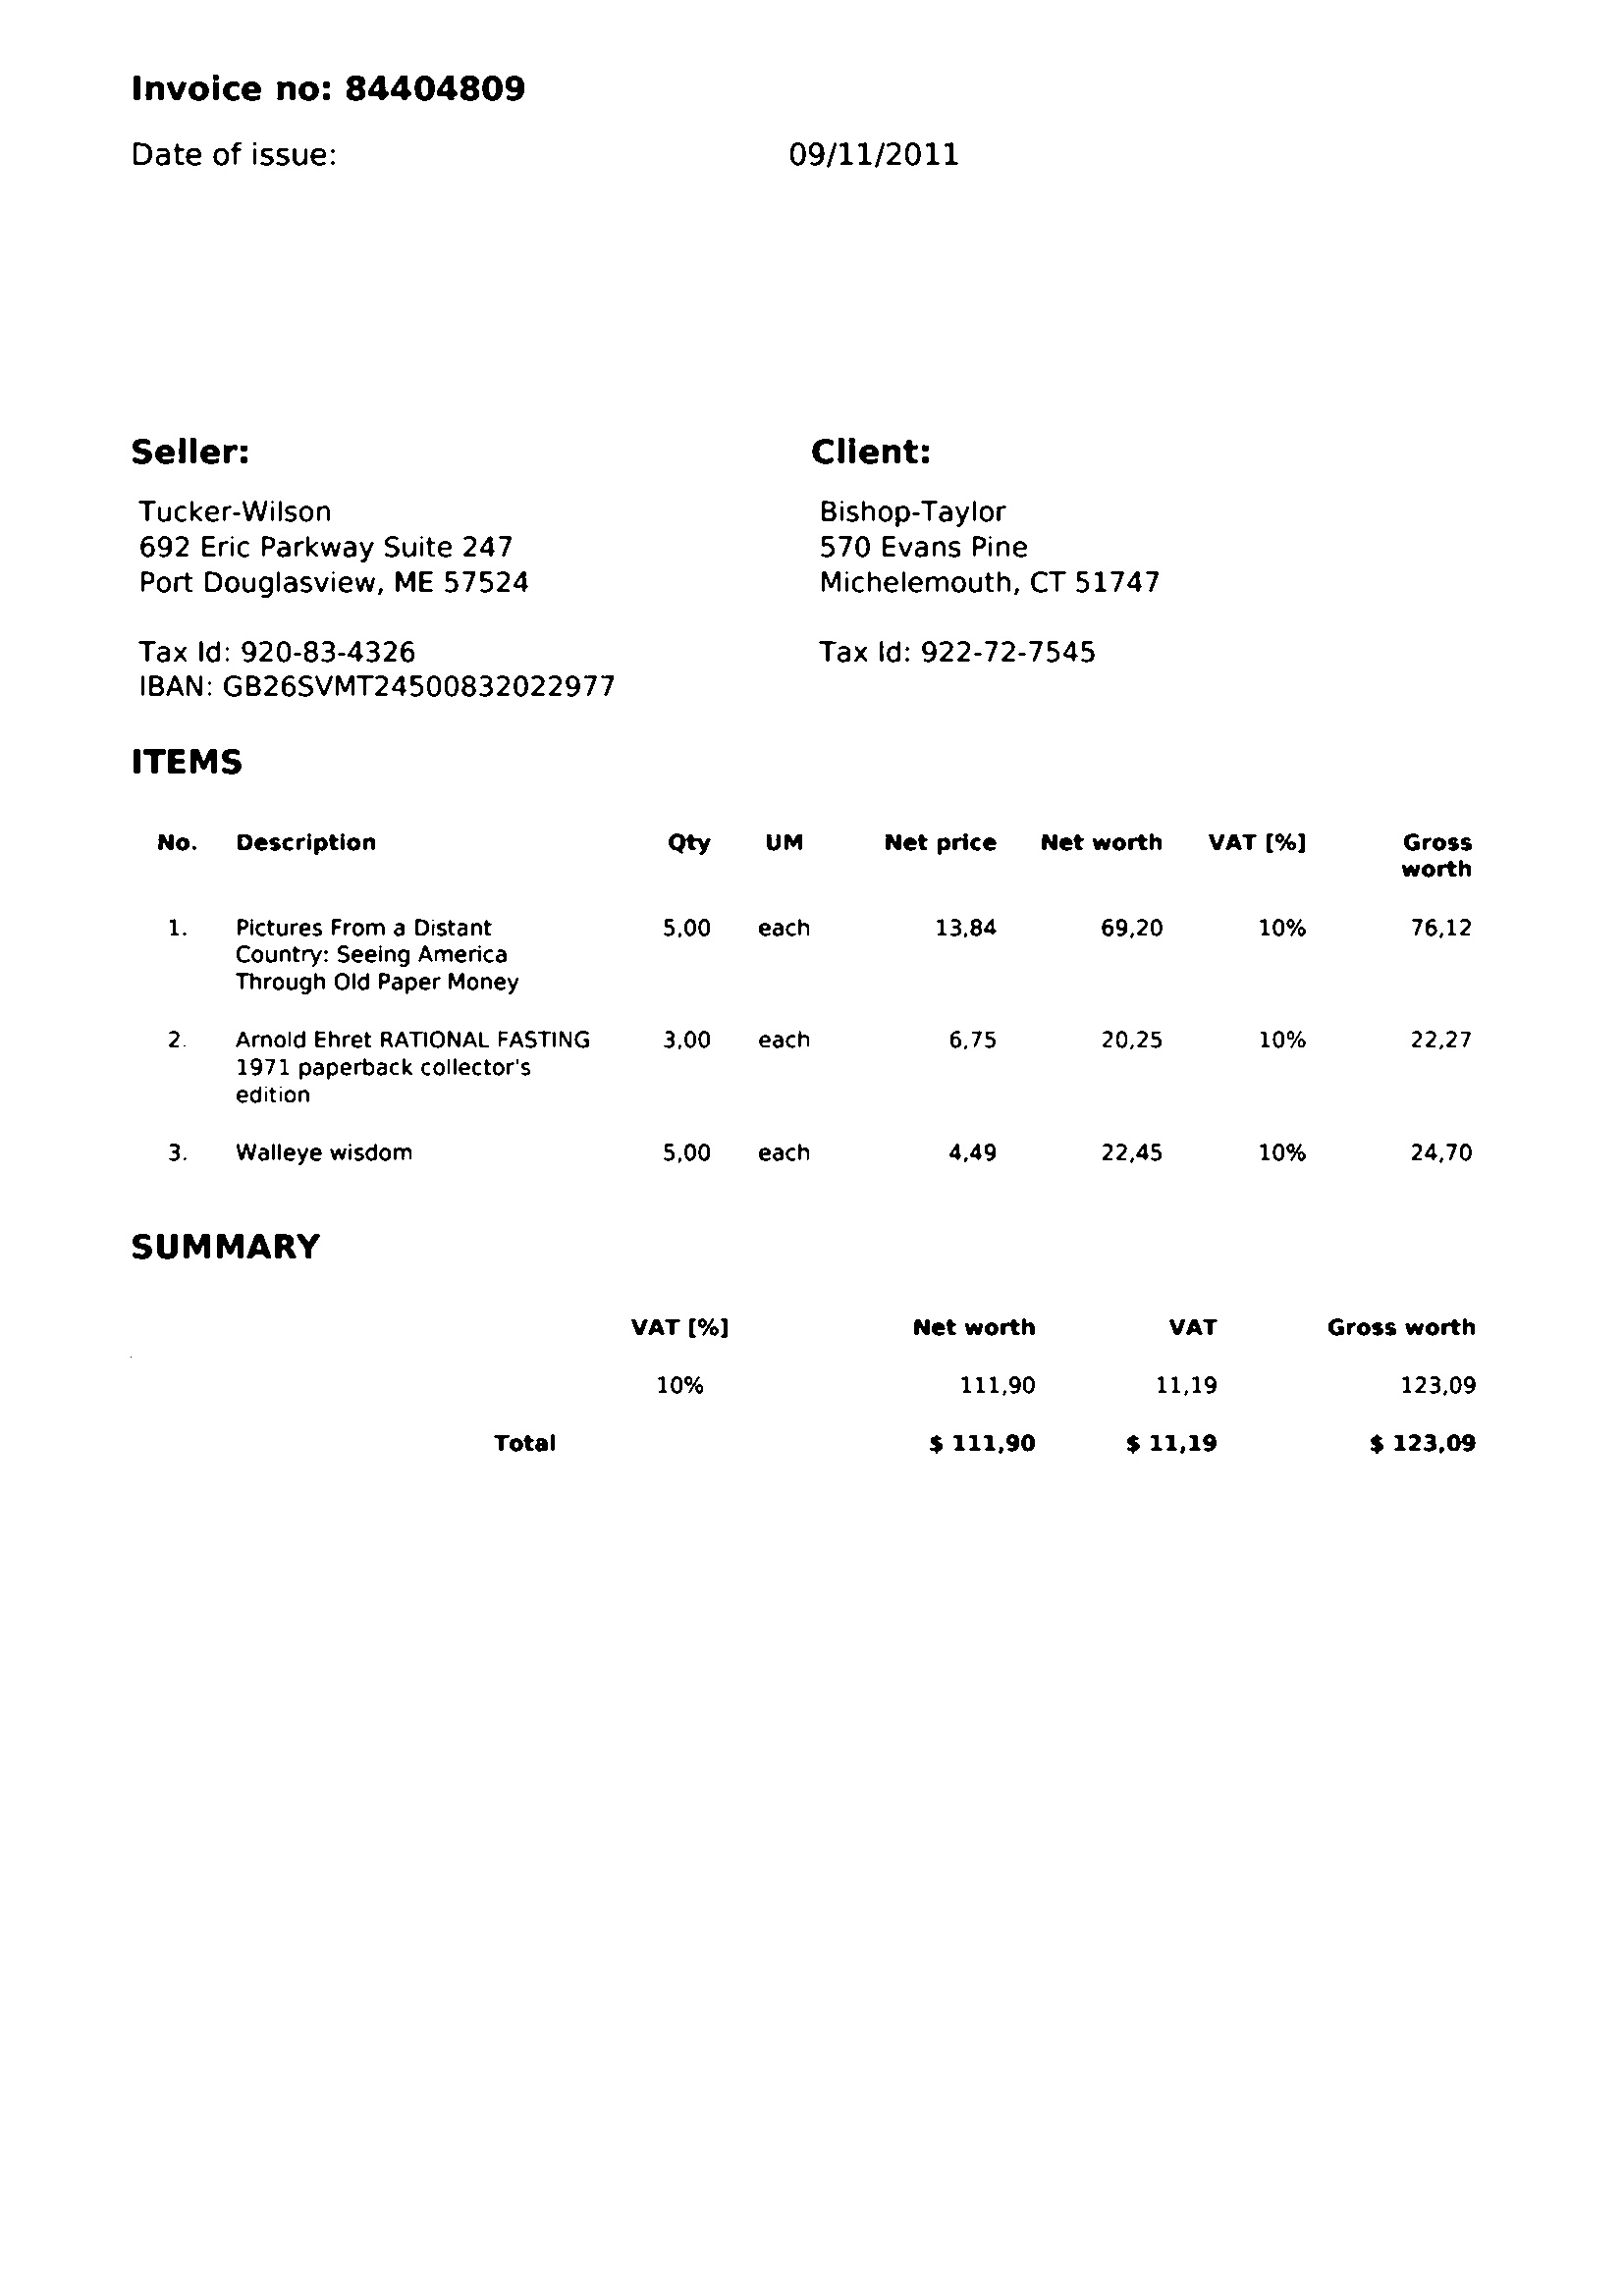 Invoice no: 84404809
Date of issue: 09/11/2011
Seller:
Client:
Tucker-Wilson
692 Eric Parkway Suite 247
Port Douglasview, ME 57524
Tax Id: 920-83-4326
IBAN: GB26SVMT24500832022977
Bishop-Taylor
570 Evans Pine
Michelemouth, CT 51747
Tax Id: 922-72-7545
ITEMS
No. Description Qty UM Net price Net worth VAT [%] Gross
worth
1. Pictures From a Distant 5,00 each 13,84 69,20 10% 76,12
Country: Seeing America
Through Old Paper Money
2. Arnold Ehret RATIONAL FASTING 3,00 each 6,75 20,25 10% 22,27
1971 paperback collector's
edition
3. Walleye wisdom 5,00 each 4,49 22,45 10% 24,70
SUMMARY
VAT [%] Net worth VAT Gross worth
10% 111,90 11,19 123,09
Total $ 111,90 $ 11,19 $ 123,09